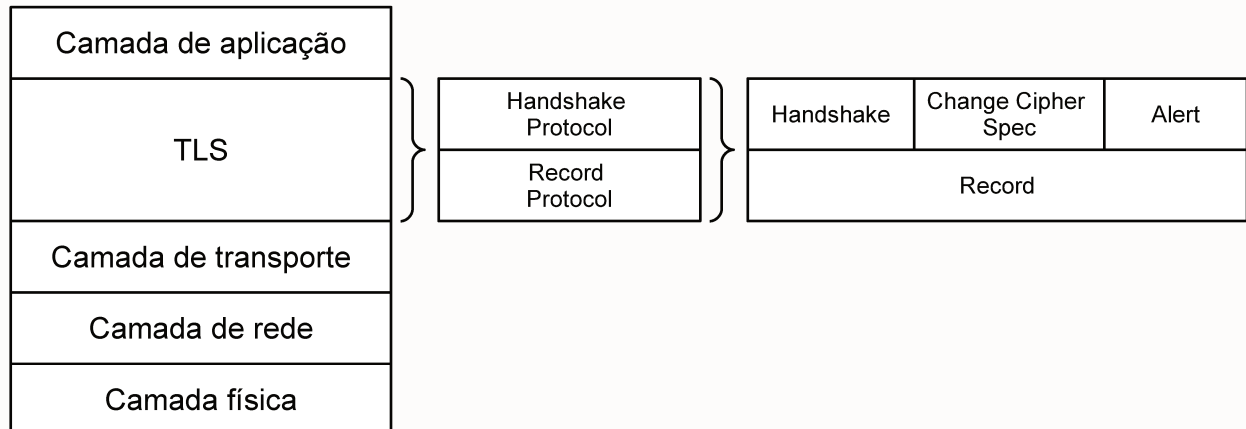 Camada de aplicação
TLS
Camada de transporte
Camada de rede
Camada física
Handshake
Protocol
Record
Protocol
Handshake
Change Cipher
Spec
Alert
Record